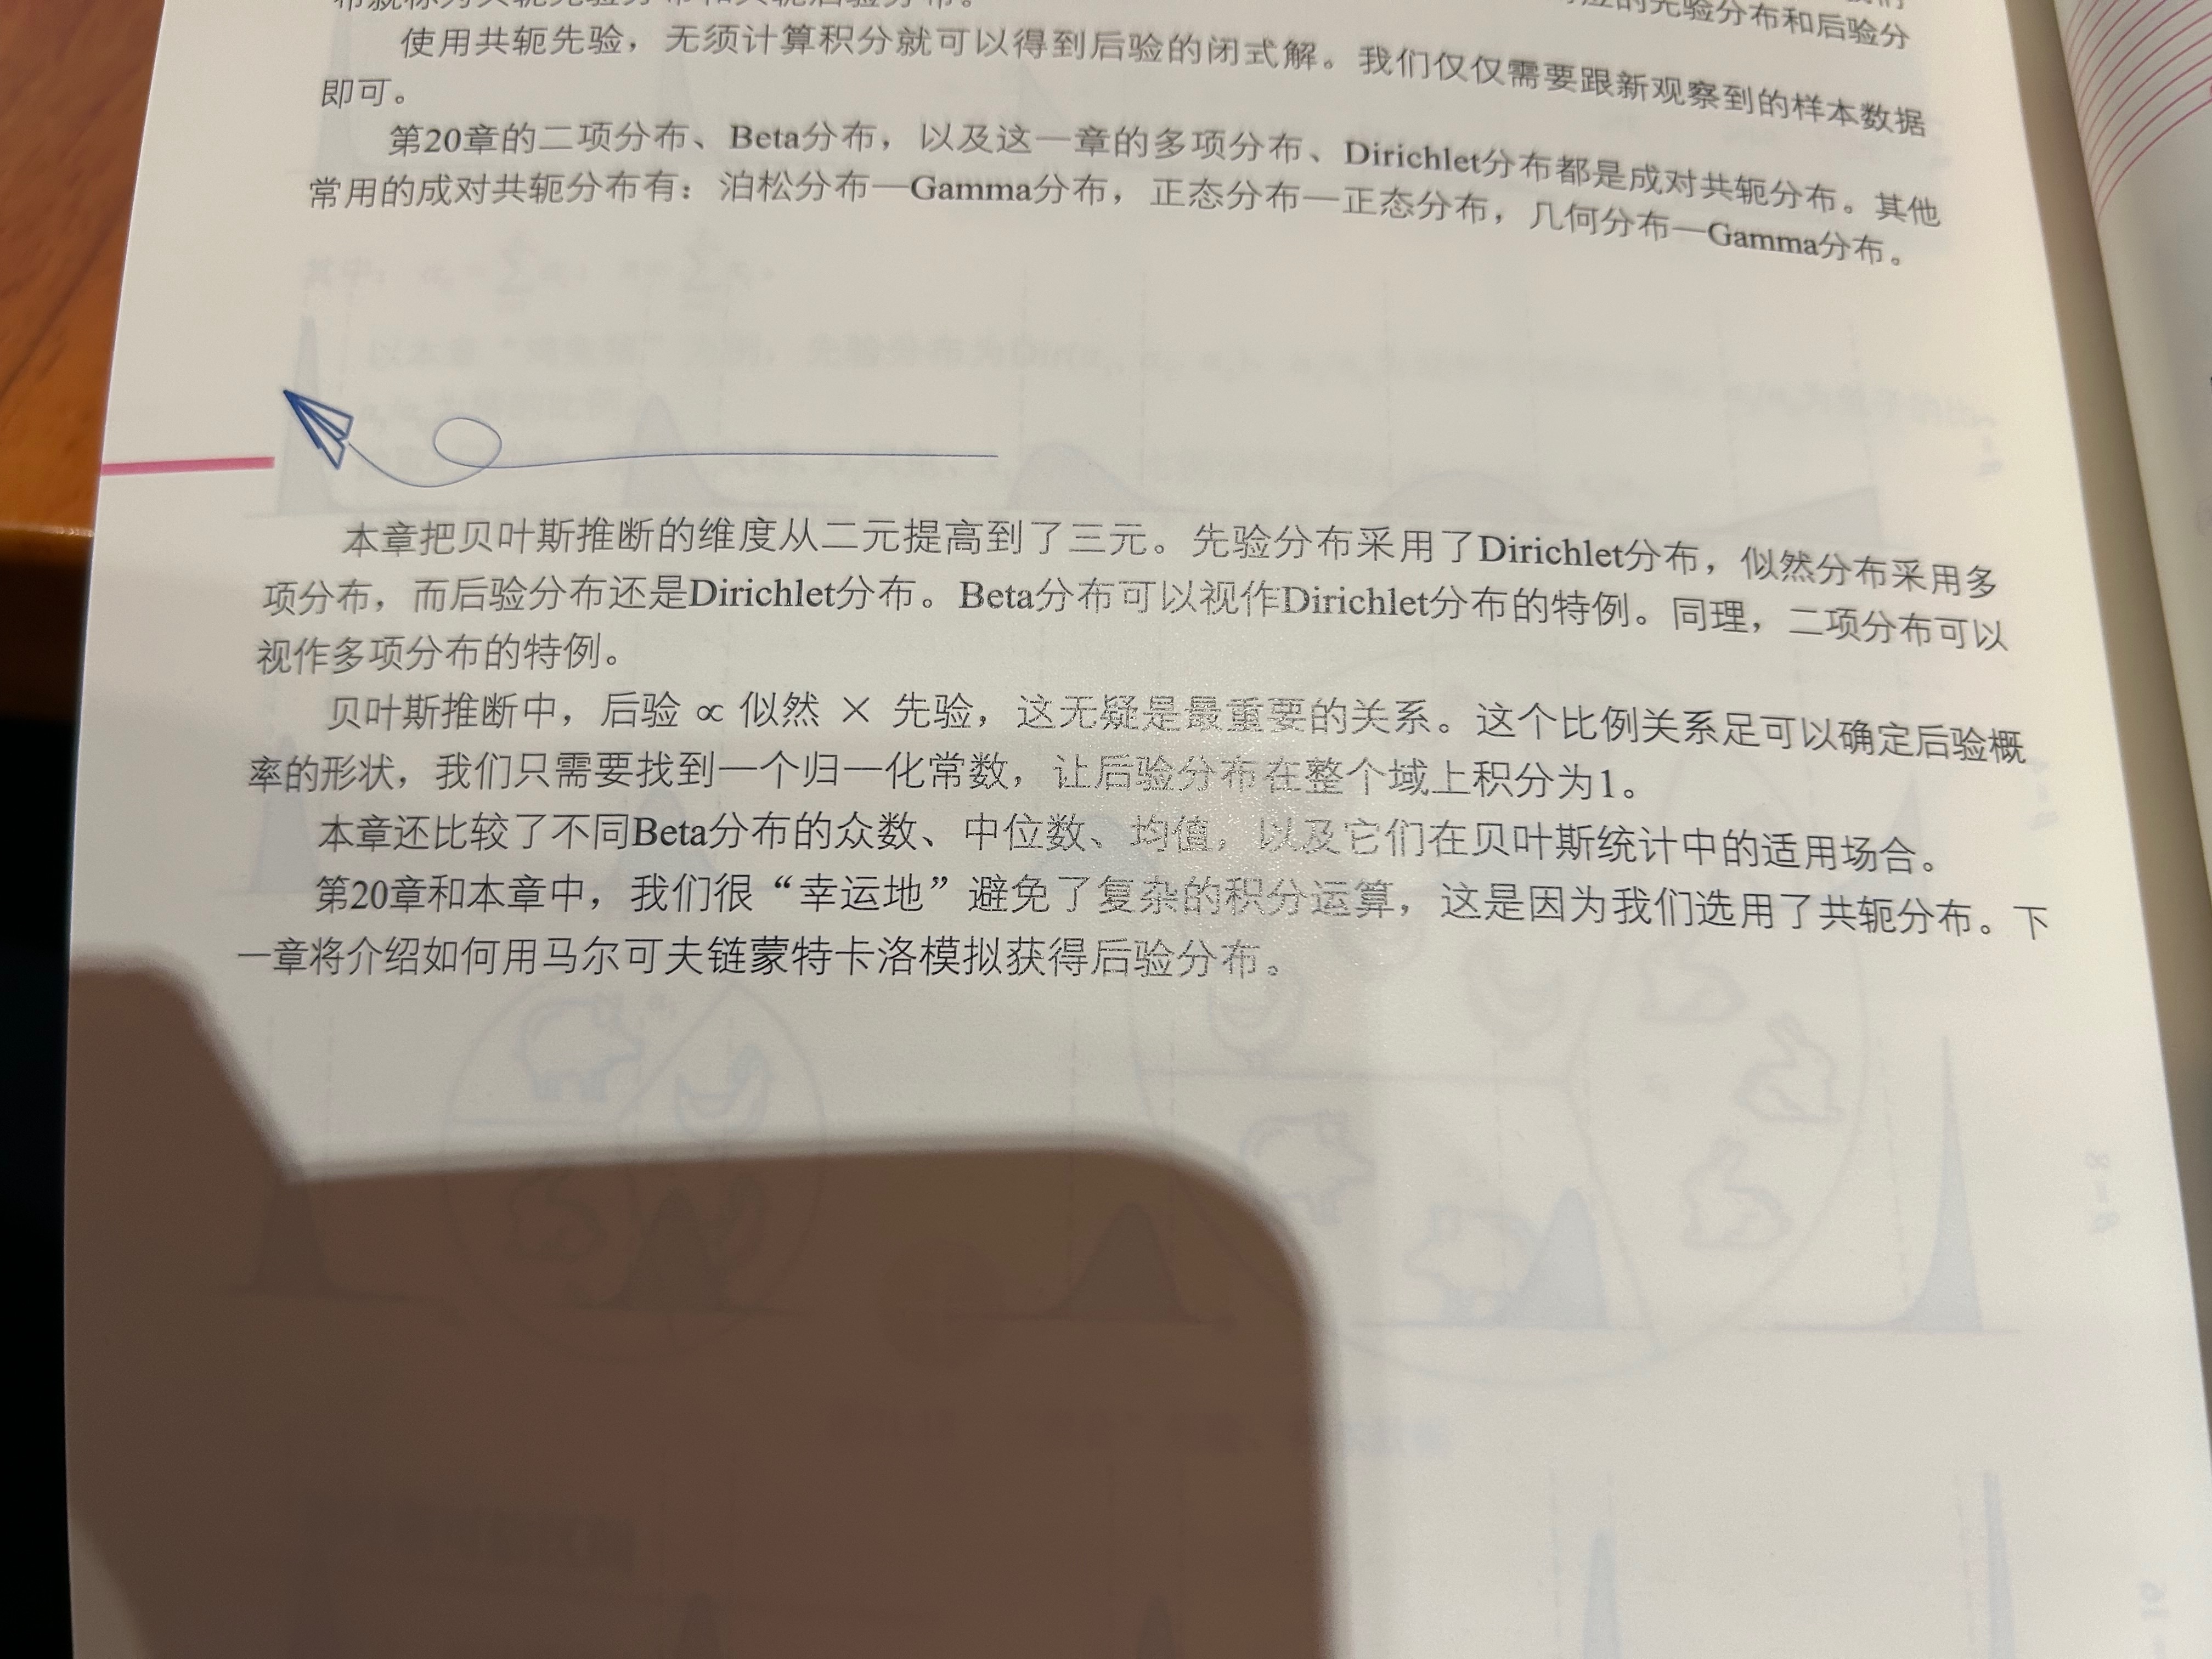 布就称为共轭先验分布和共轭后验分布。
应的先验分布和后验分
使用共轭先验，无须计算积分就可以得到后验的闭式解。我们仅仅需要跟新观察到的样本数据
即可。
第20章的二项分布、Beta分布，以及这一章的多项分布、Dirichlet分布都是成对共轭分布。其他
常用的成对共轭分布有：泊松分布—Gamma分布，正态分布—正态分布，几何分布—Gamma分布。
本章把贝叶斯推断的维度从二元提高到了三元。先验分布采用了Dirichlet分布，似然分布采用多
项分布，而后验分布还是Dirichlet分布。Beta分布可以视作Dirichlet分布的特例。同理，二项分布可以
视作多项分布的特例。
贝叶斯推断中，后验 ∝ 似然 × 先验，这无疑是最重要的关系。这个比例关系足可以确定后验概
率的形状，我们只需要找到一个归一化常数，让后验分布在整个域上积分为1。
本章还比较了不同Beta分布的众数、中位数、均值，以及它们在贝叶斯统计中的适用场合。
第20章和本章中，我们很“幸运地”避免了复杂的积分运算，这是因为我们选用了共轭分布。下
一章将介绍如何用马尔可夫链蒙特卡洛模拟获得后验分布。